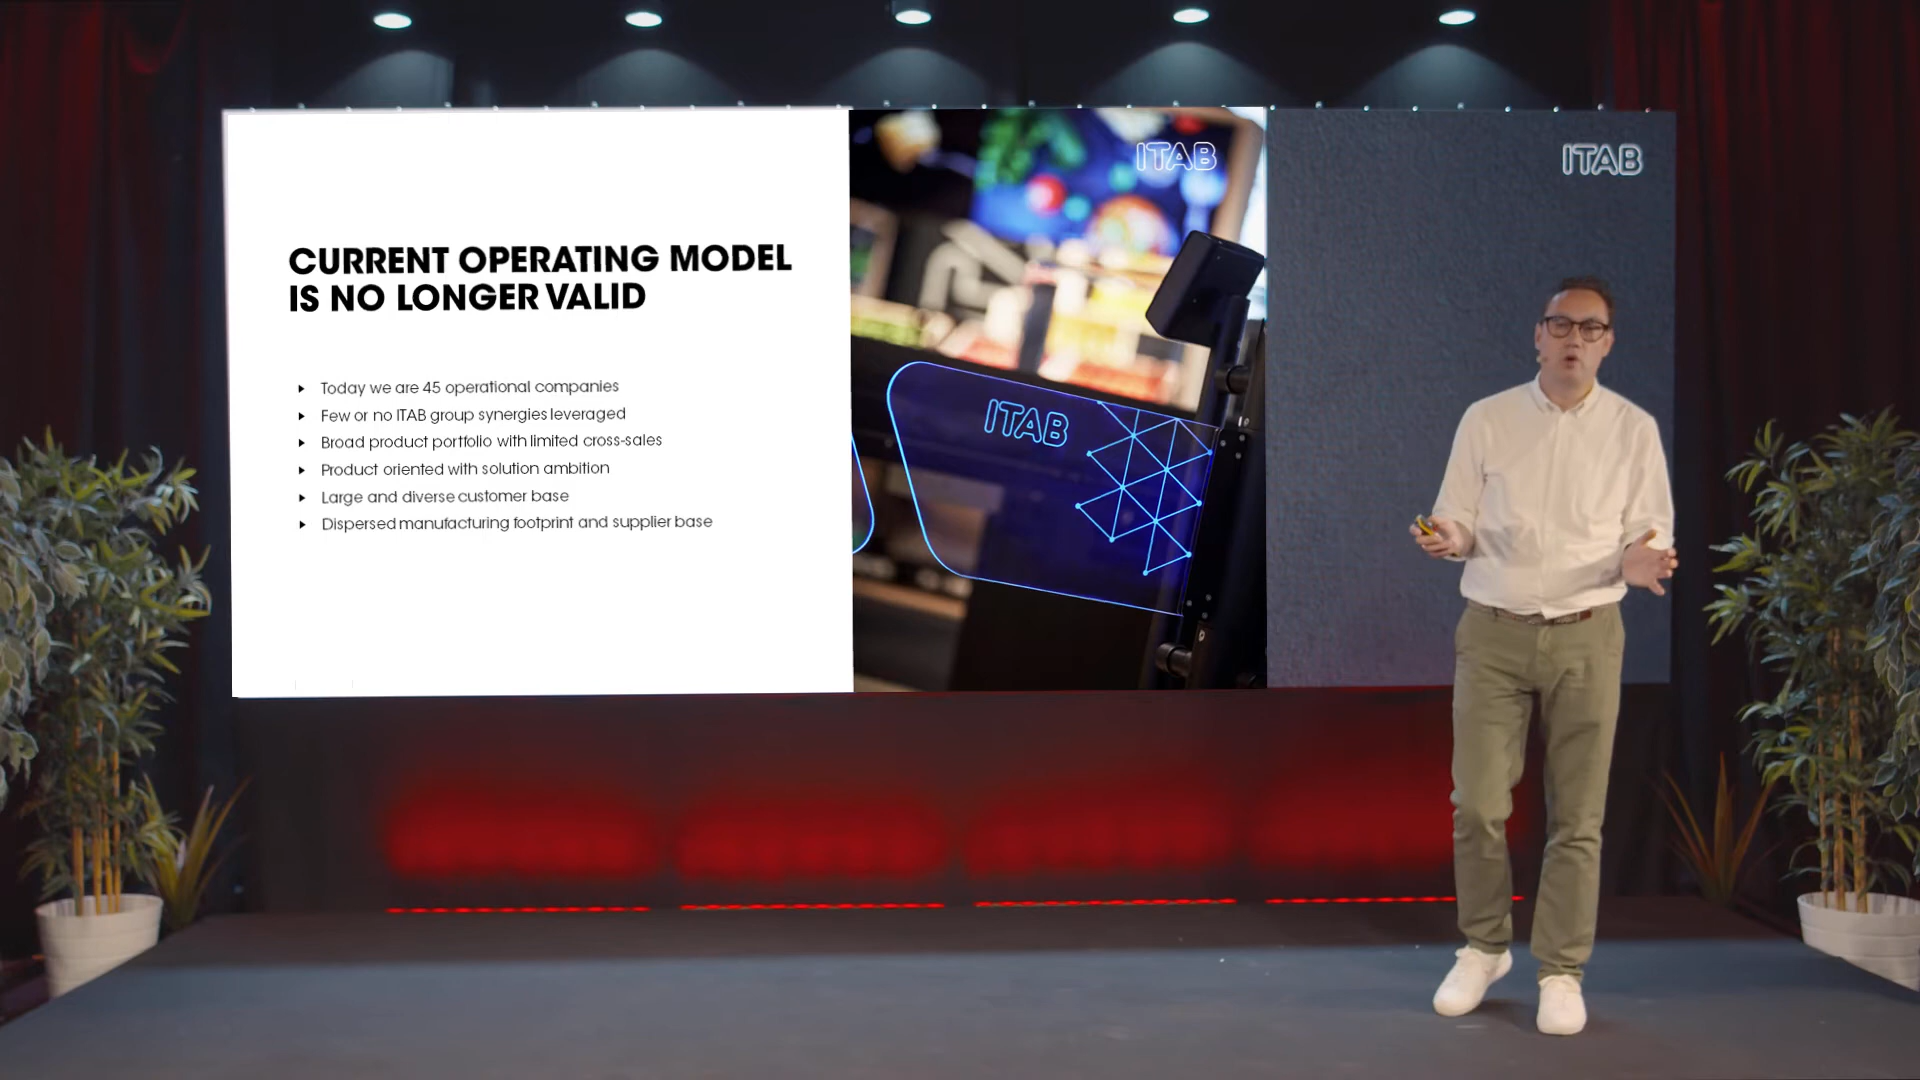 CURRENT OPERATING MODEL
IS NO LONGER VALID
Today we are 45 operational companies
Few or no ITAB group synergies leveraged
Broad product portfolio with limited cross-sales
Product oriented with solution ambition
Large and diverse customer base
Dispersed manufacturing footprint and supplier base
ITAB
ITAB
ITAB